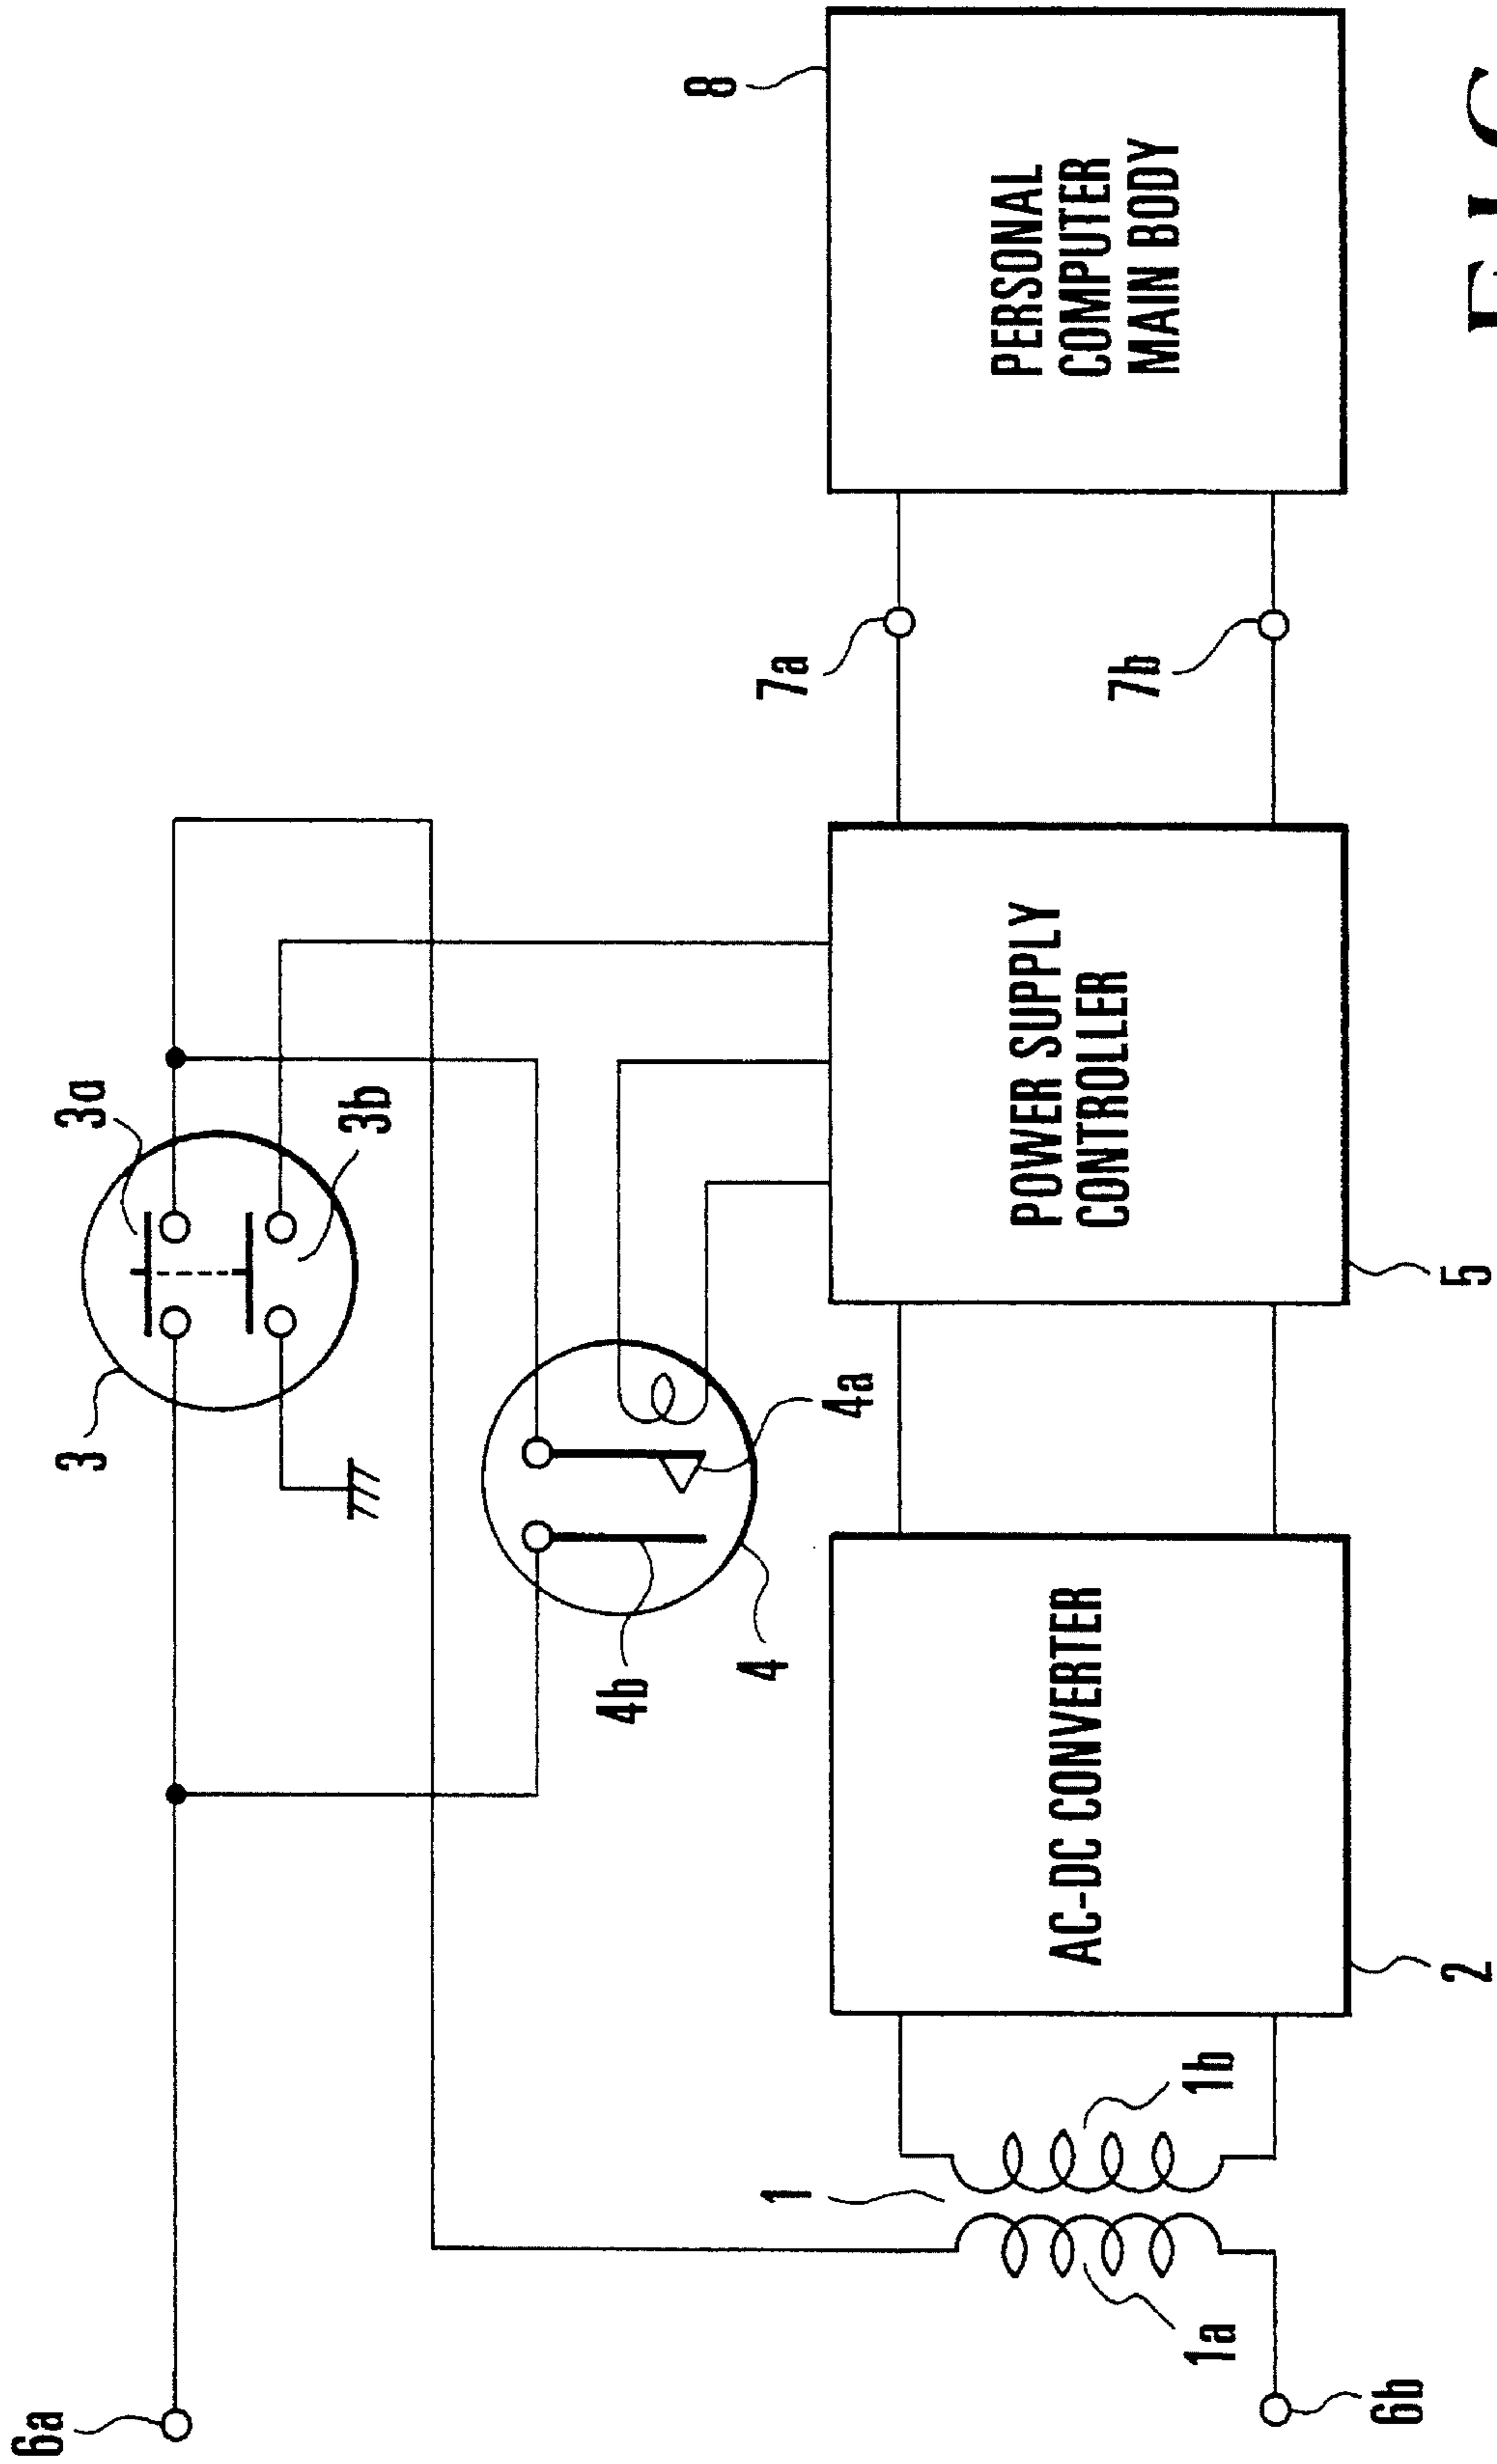 6a
3
3a
3b
4b
4
4a
1
1a
1b
AC-DC CONVERTER
2
POWER SUPPLY
CONTROLLER
5
7a
7b
8
PERSONAL
COMPUTER
MAIN BODY
6b